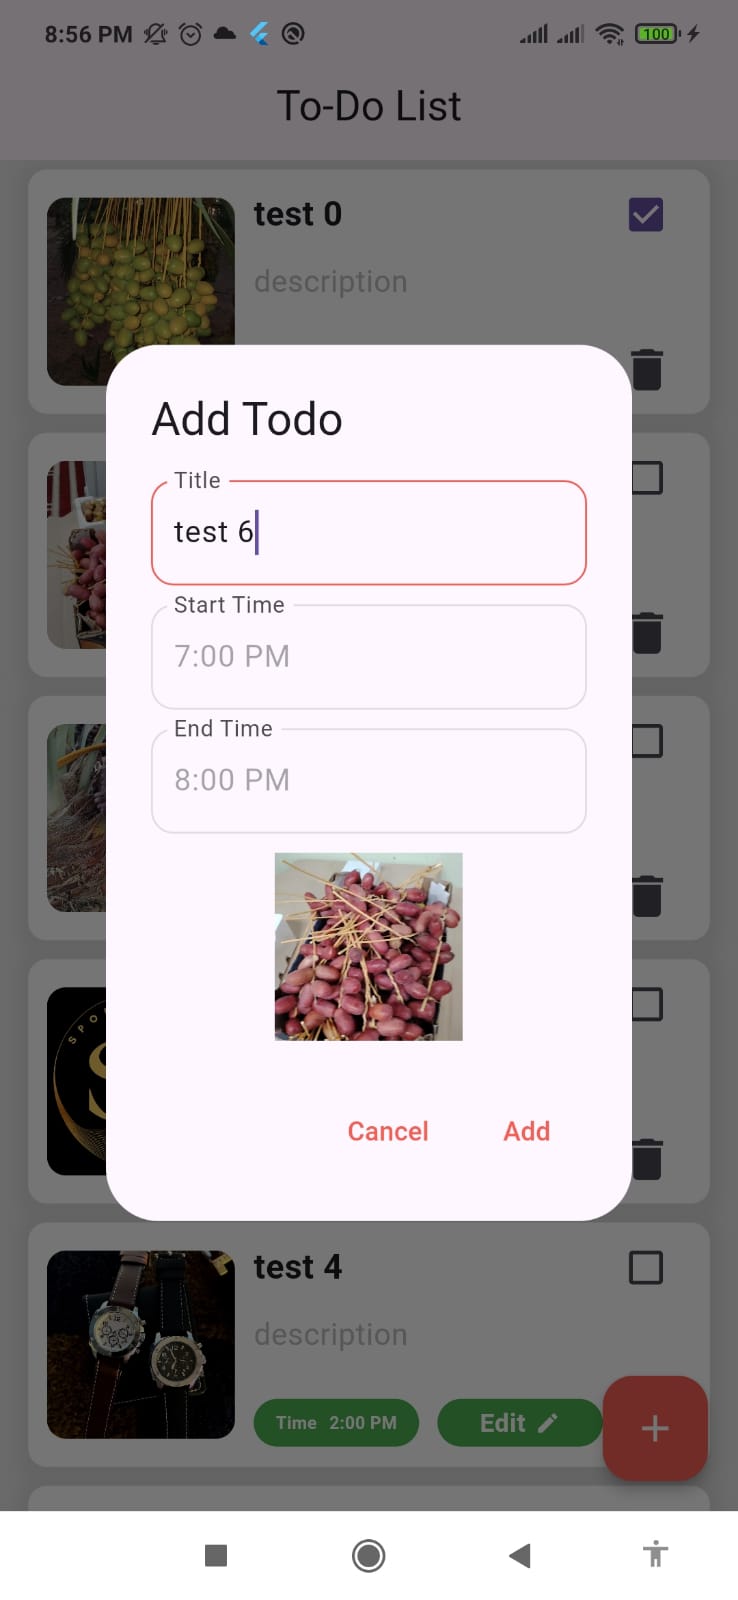 8:56 PM
100
To-Do List
test 0
description
Add Todo
Title
test 6
Start Time
7:00 PM
End Time
8:00 PM
SPO
S
Cancel Add
test 4
description
Time 2:00 PM Edit